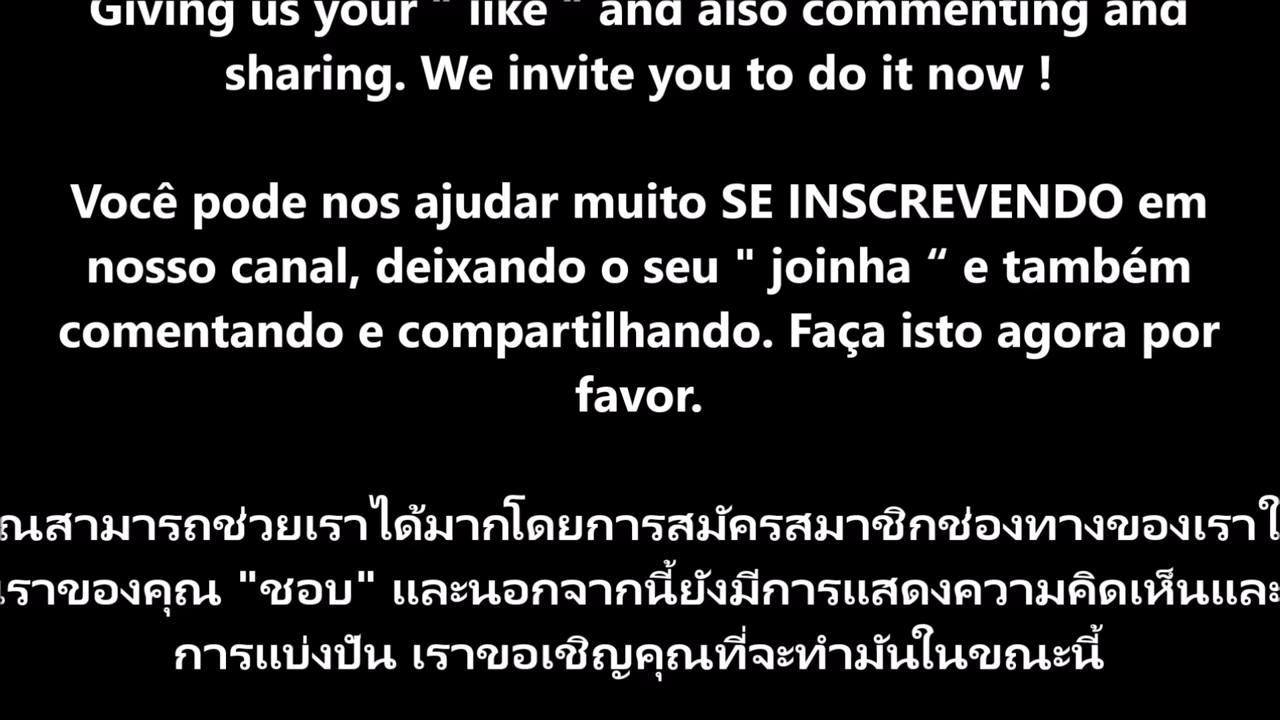 Giving us your " like " and also commenting and
sharing. We invite you to do it now !
Você pode nos ajudar muito SE INSCREVENDO em
nosso canal, deixando o seu " joinha “ e também
comentando e compartilhando. Faça isto agora por
favor.
ณสามารถช่วยเราได้มากโดยการสมัครสมาชิกช่องทางของเราใ
เราของคุณ "ชอบ" และนอกจากนี้ยังมีการแสดงความคิดเห็นและ
การแบ่งปัน เราขอเชิญคุณที่จะทำมันในขณะนี้